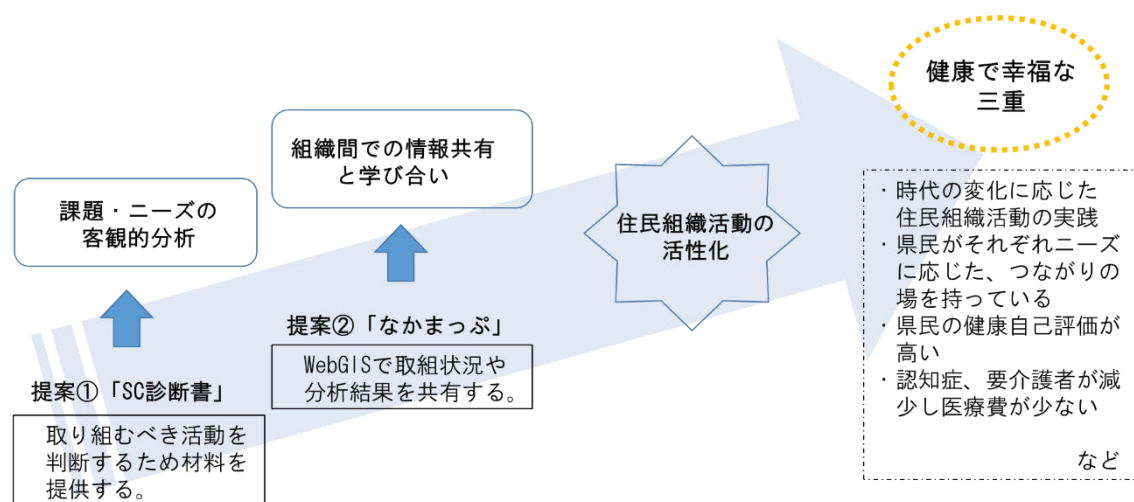 課題・ニーズの
客観的分析
提案①「SC診断書」
取り組むべき活動を
判断するため材料を
提供する。
組織間での情報共有
と学び合い
提案②「なかまっぷ」
WebGISで取組状況や
分析結果を共有する。
住民組織活動の
活性化
健康で幸福な
三重
・時代の変化に応じた
住民組織活動の実践
・県民がそれぞれニーズ
に応じた、つながりの
場を持っている
・県民の健康自己評価が
高い
・認知症、要介護者が減
少し医療費が少ない
など